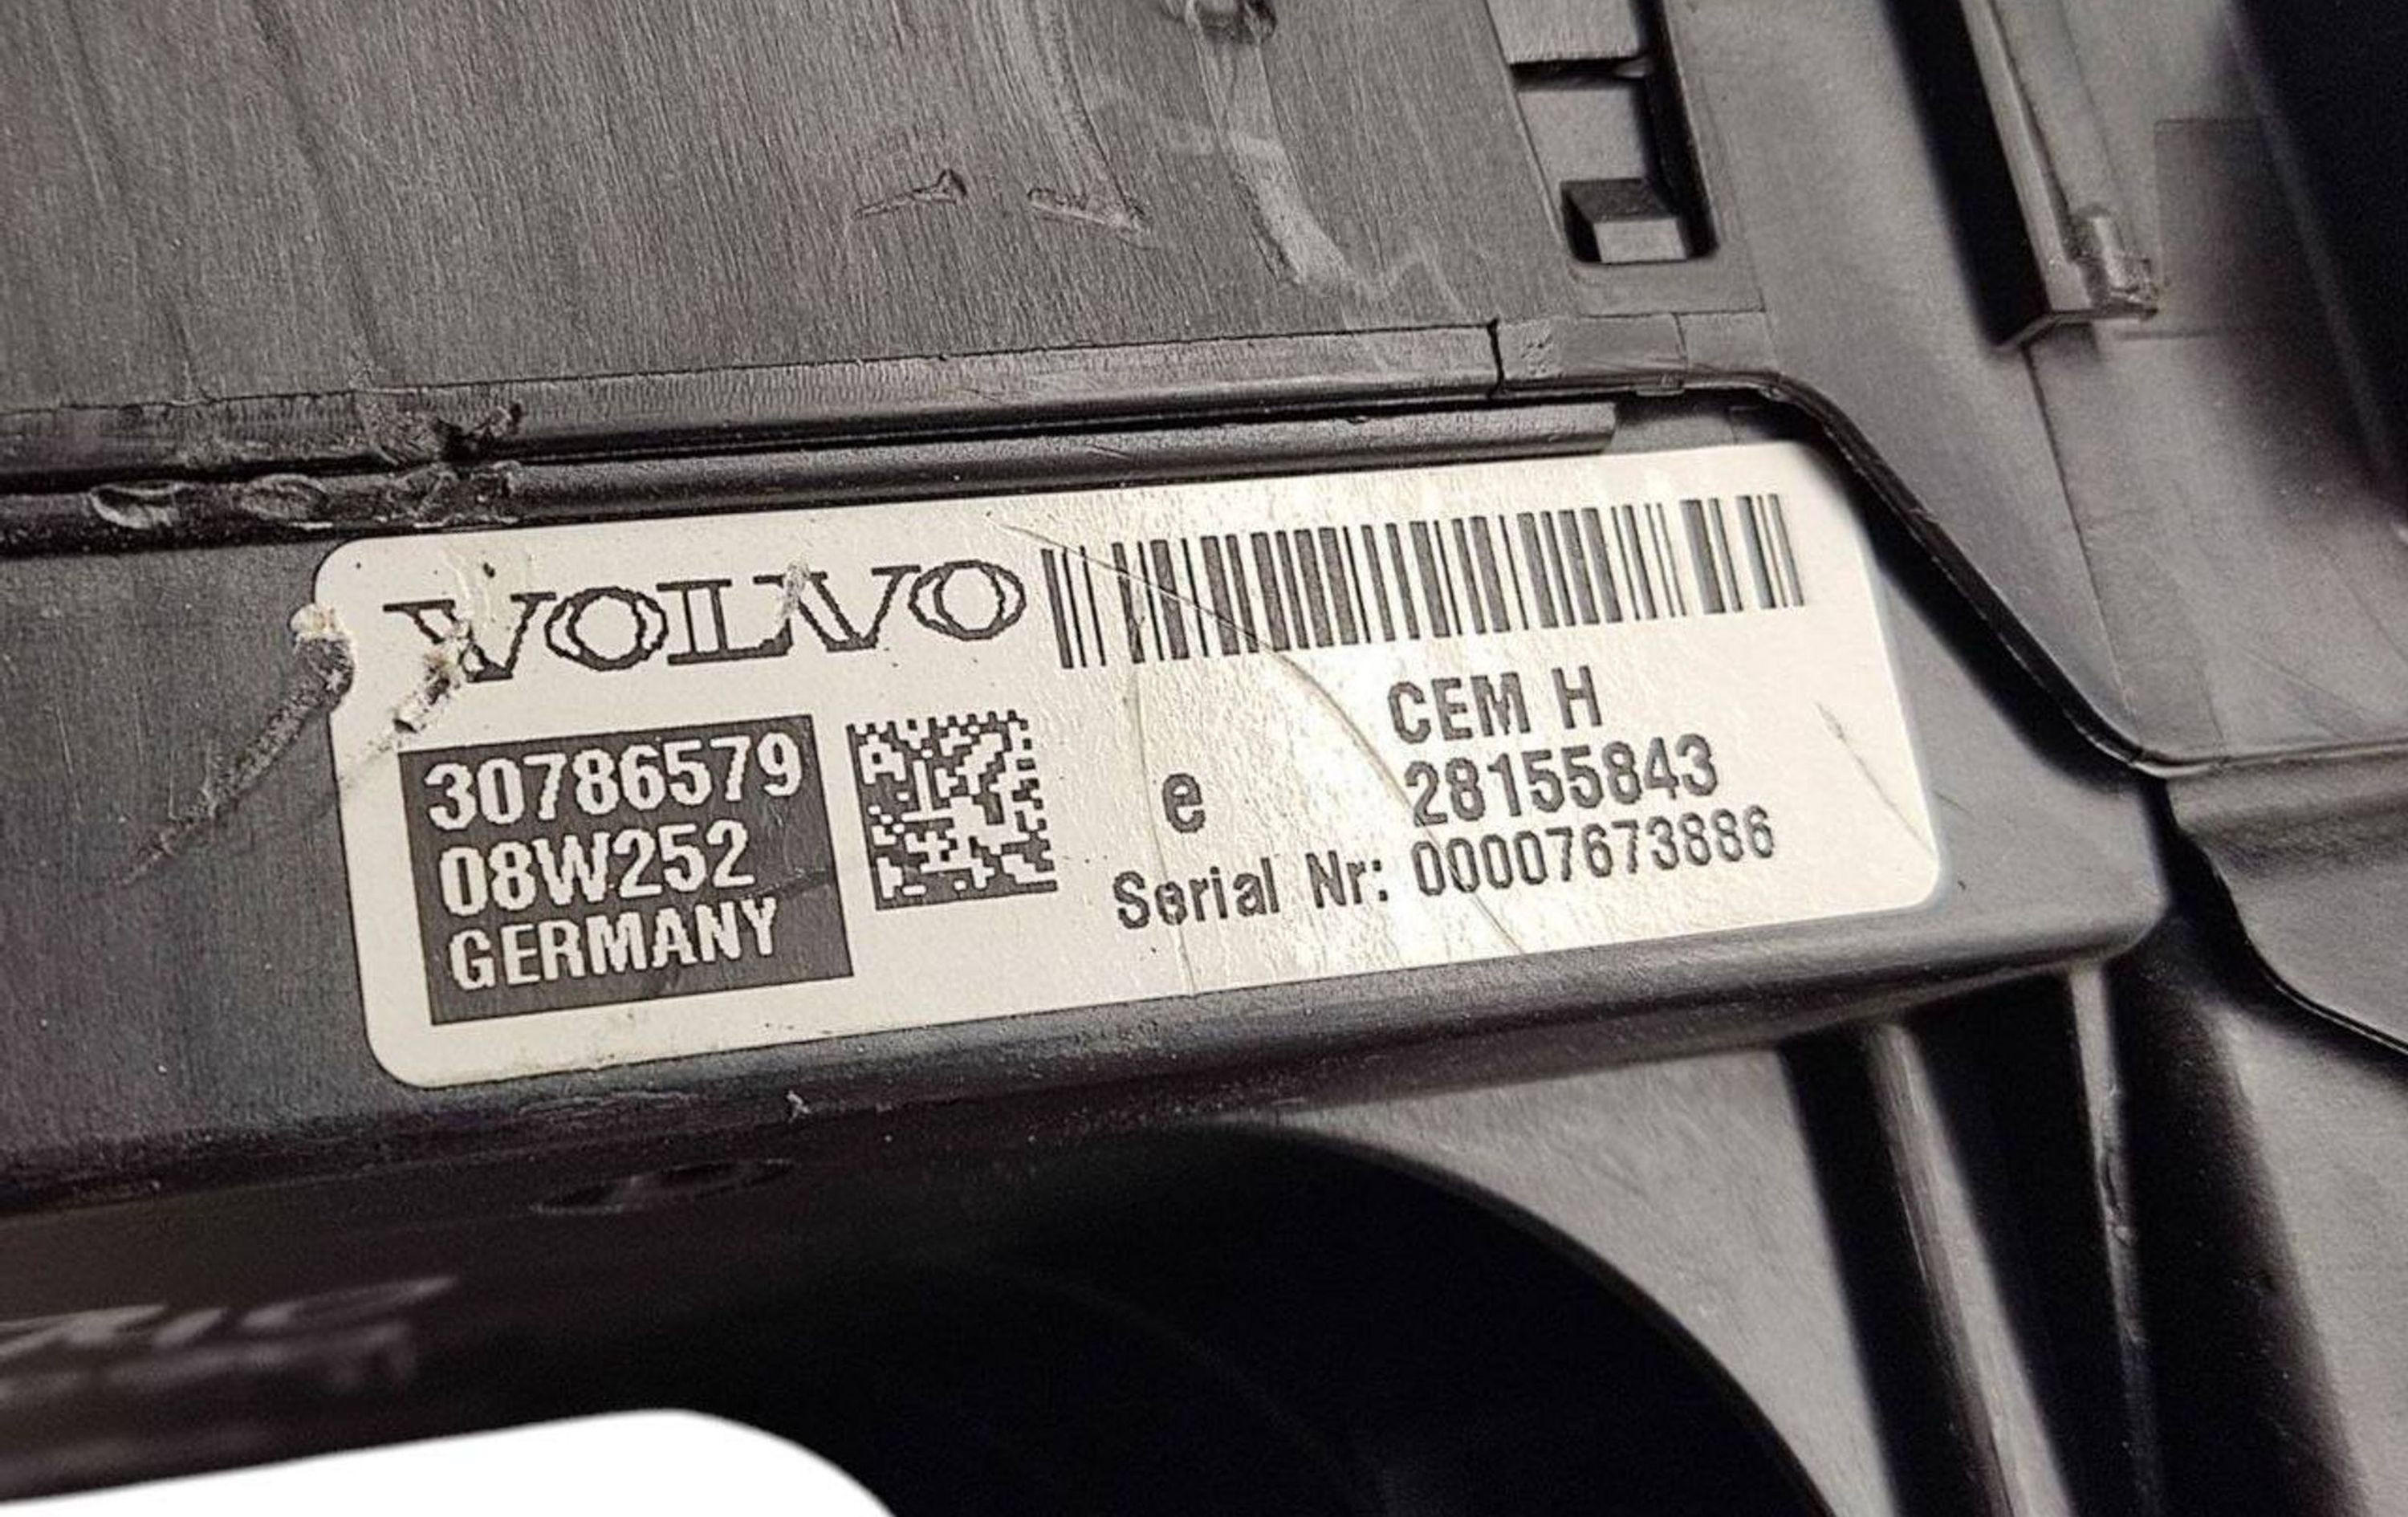 VOLVO
30786579
08W252
GERMANY
CEM H
e 28155843
Serial Nr: 00007673886